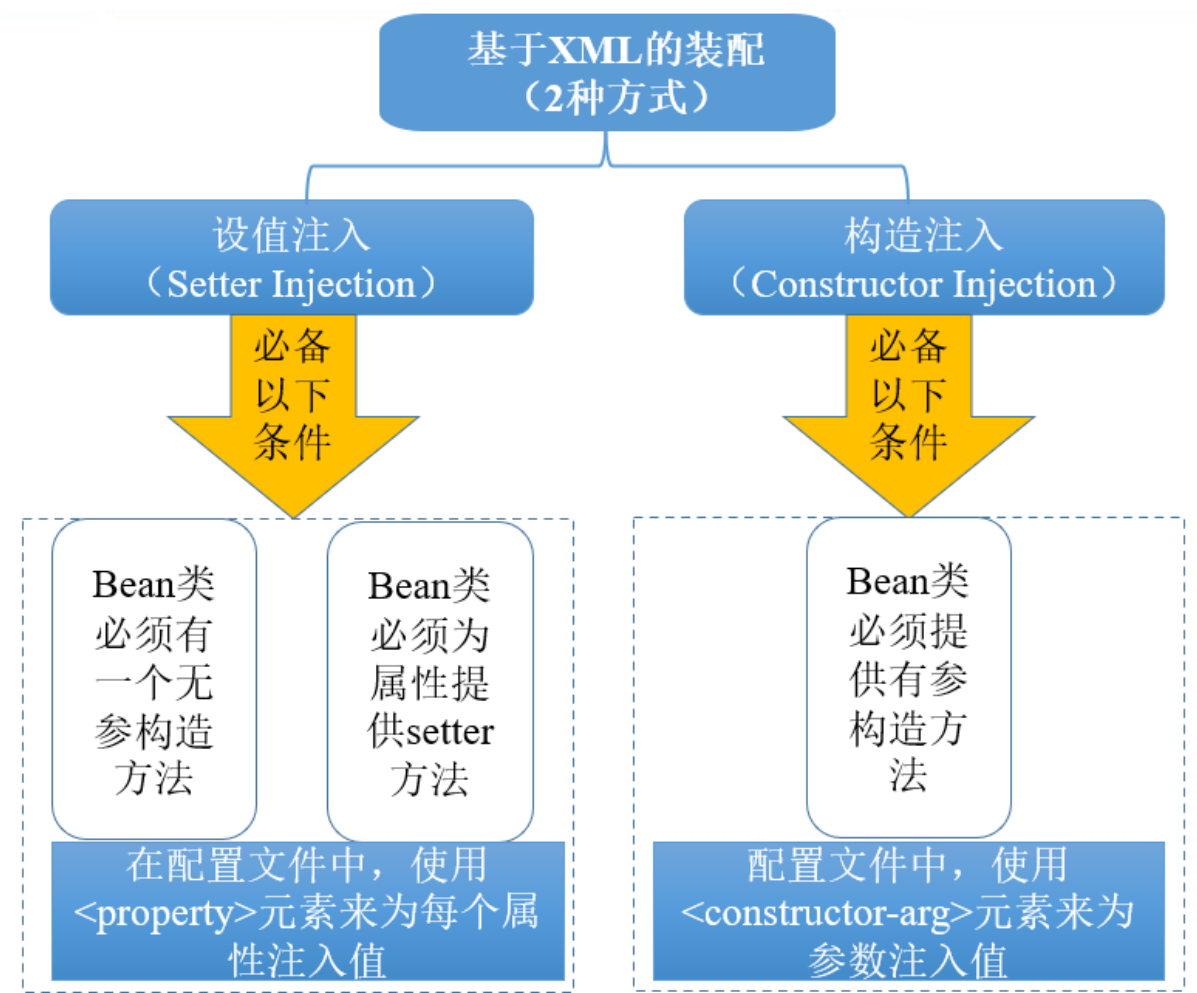 基于XML的装配
（2种方式）
设值注入
（Setter Injection）
构造注入
（Constructor Injection）
必备
以下
条件
必备
以下
条件
Bean类
必须有
一个无
参构造
方法
Bean类
必须为
属性提
供setter
方法
Bean类
必须提
供有参
构造方
法
在配置文件中，使用
<property>元素来为每个属
性注入值
配置文件中，使用
<constructor-arg>元素来为
参数注入值